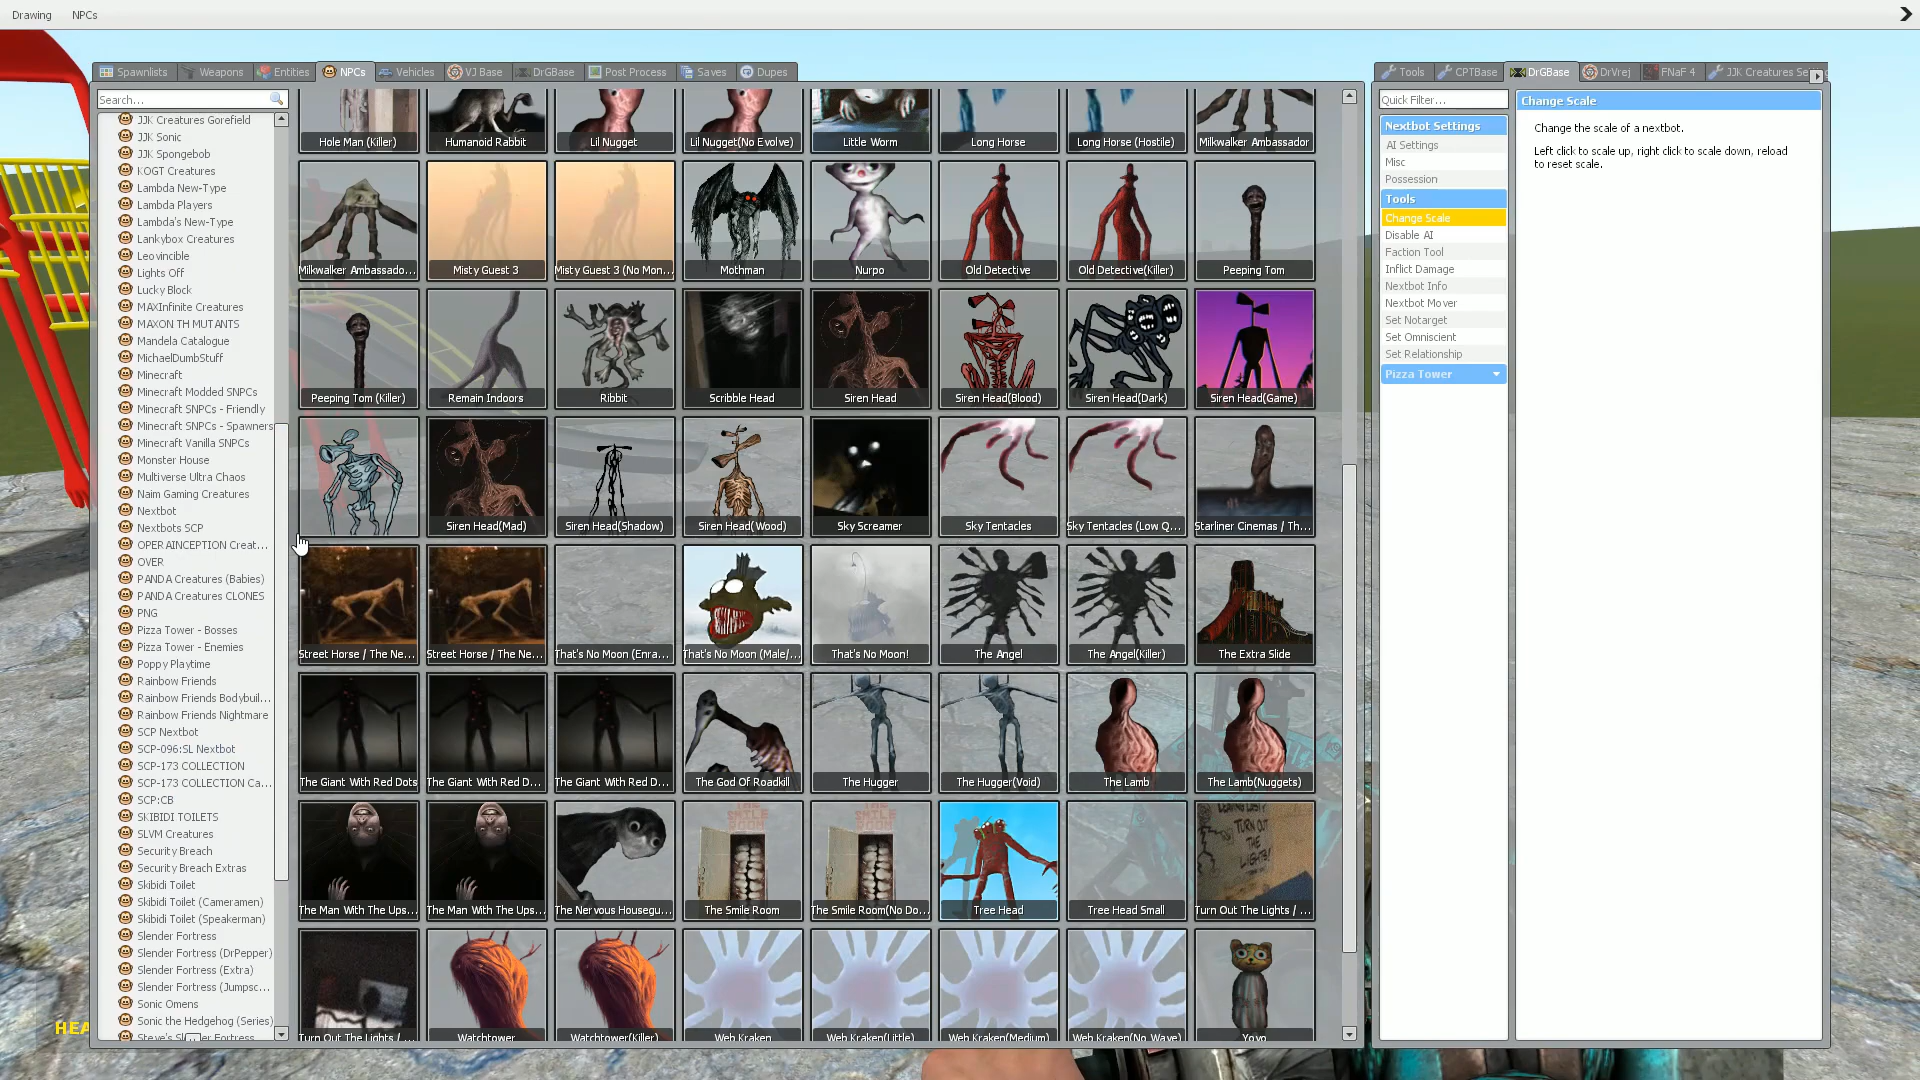 Drawing NPCs
Spawnlists Weapons Entities NPCs Vehicles VJ Base DrGBase Post Process Saves Dupes
Tools CPTBase DrGBase DrVrej FNaF 4 JJK Creatures Se
Search...
JJK Creatures Gorefield
JJK Sonic
JJK Spongebob
KOGT Creatures
Lambda New-Type
Lambda Players
Lambda's New-Type
Lankybox Creatures
Leovincible
Lights Off
Lucky Block
MAXInfinite Creatures
MAXON TH MUTANTS
Mandela Catalogue
MichaelDumbStuff
Minecraft
Minecraft Modded SNPCs
Minecraft SNPCs - Friendly
Minecraft SNPCs - Spawners
Minecraft Vanilla SNPCs
Monster House
Multiverse Ultra Chaos
Naim Gaming Creatures
Nextbot
Nextbots SCP
OPERAINCEPTION Creat...
OVER
PANDA Creatures (Babies)
PANDA Creatures CLONES
PNG
Pizza Tower - Bosses
Pizza Tower - Enemies
Poppy Playtime
Rainbow Friends
Rainbow Friends Bodybuil...
Rainbow Friends Nightmare
SCP Nextbot
SCP-096:SL Nextbot
SCP-173 COLLECTION
SCP-173 COLLECTION Ca...
SCP:CB
SKIBIDI TOILETS
SLVM Creatures
Security Breach
Security Breach Extras
Skibidi Toilet
Skibidi Toilet (Cameramen)
Skibidi Toilet (Speakerman)
Slender Fortress
Slender Fortress (DrPepper)
Slender Fortress (Extra)
Slender Fortress (Jumpsc...
Sonic Omens
Sonic the Hedgehog (Series)
Steve's Slender Fortress
Hole Man (Killer) Humanoid Rabbit Lil Nugget Lil Nugget(No Evolve) Little Worm Long Horse Long Horse (Hostile) Milkwalker Ambassador
Milkwalker Ambassado... Misty Guest 3 Misty Guest 3 (No Mon... Mothman Nurpo Old Detective Old Detective(Killer) Peeping Tom
Peeping Tom (Killer) Remain Indoors Ribbit Scribble Head Siren Head Siren Head(Blood) Siren Head(Dark) Siren Head(Game)
Siren Head(Mad) Siren Head(Shadow) Siren Head(Wood) Sky Screamer Sky Tentacles Sky Tentacles (Low Q... Starliner Cinemas / Th...
Street Horse / The Ne... Street Horse / The Ne... That's No Moon (Enra... That's No Moon (Male/... That's No Moon! The Angel The Angel(Killer) The Extra Slide
The Giant With Red Dots The Giant With Red D... The Giant With Red D... The God Of Roadkill The Hugger The Hugger(Void) The Lamb The Lamb(Nuggets)
THE SMILE ROOM
THE SMILE ROOM
TURN OUT THE LIGHTS!
The Man With The Ups... The Man With The Ups... The Nervous Housegu... The Smile Room The Smile Room(No Do... Tree Head Tree Head Small Turn Out The Lights / ...
Turn Out The Lights / ... Watchtower Watchtower(Killer) Web Kraken Web Kraken(Little) Web Kraken(Medium) Web Kraken(No Wave) Yoyo
Quick Filter...
Nextbot Settings
AI Settings
Misc
Possession
Tools
Change Scale
Disable AI
Faction Tool
Inflict Damage
Nextbot Info
Nextbot Mover
Set Notarget
Set Omniscient
Set Relationship
Pizza Tower
Change Scale
Change the scale of a nextbot.
Left click to scale up, right click to scale down, reload
to reset scale.
HEA